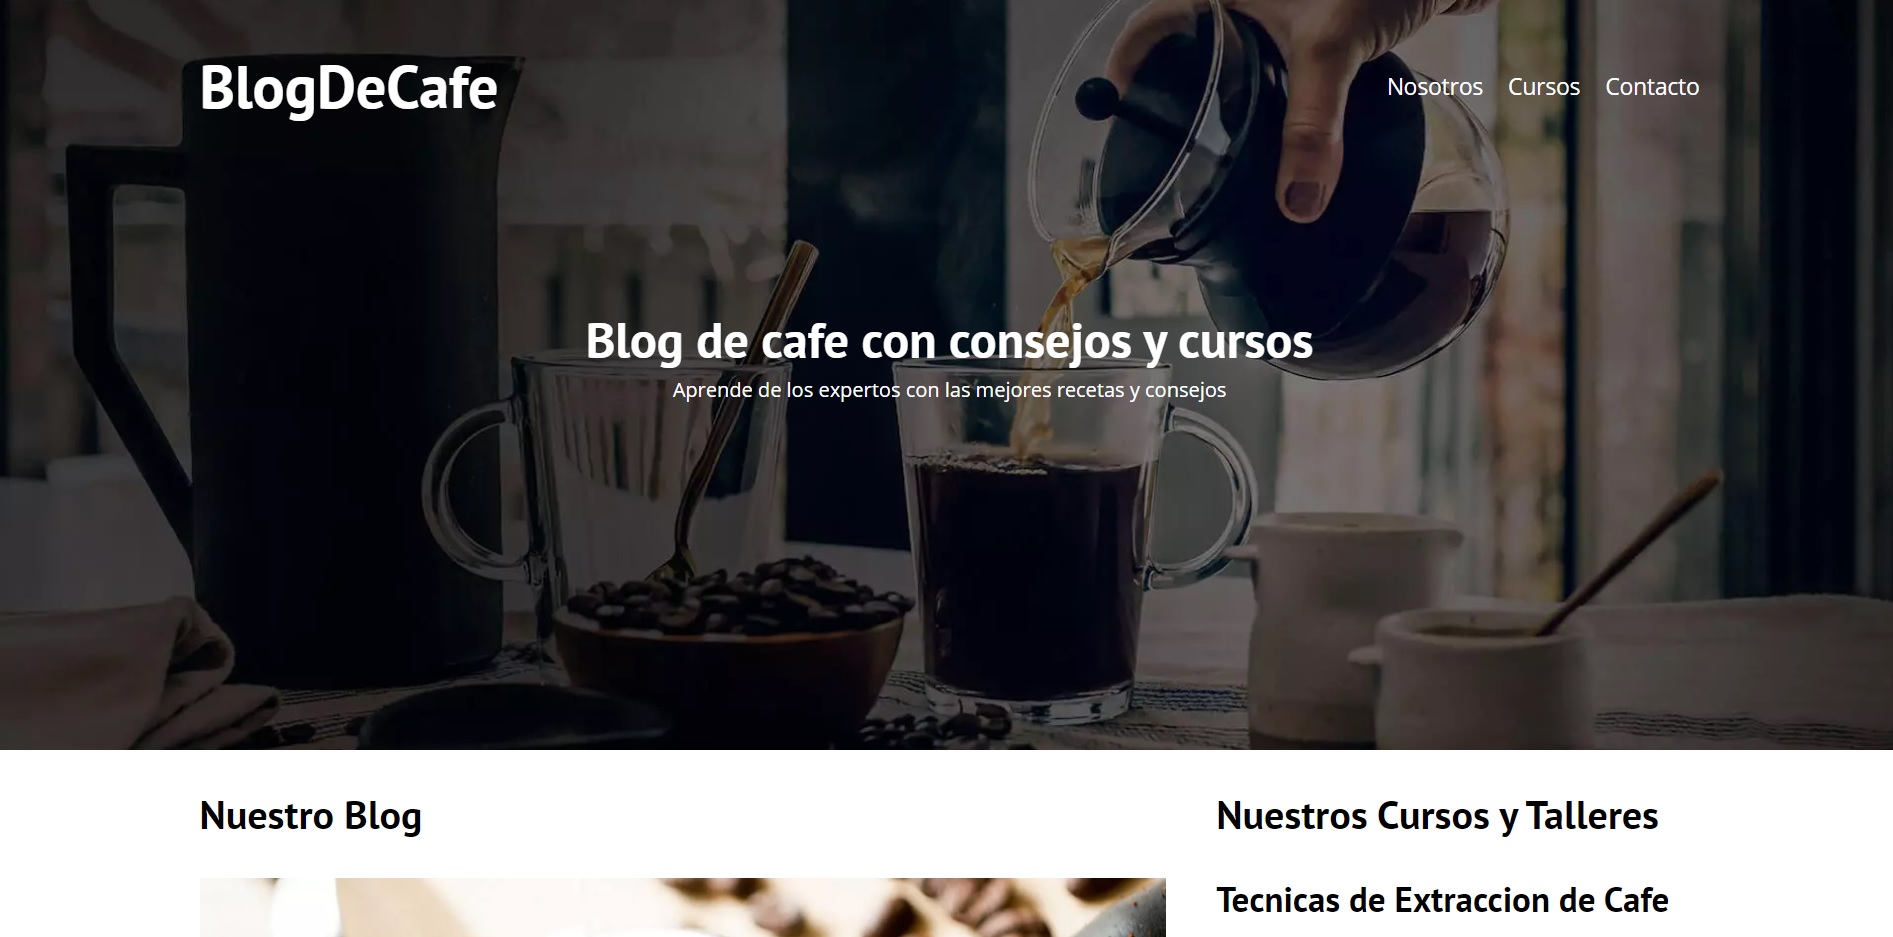 BlogDeCafe
Nosotros Cursos Contacto
Blog de cafe con consejos y cursos
Aprende de los expertos con las mejores recetas y consejos
Nuestro Blog
Nuestros Cursos y Talleres
Tecnicas de Extraccion de Cafe